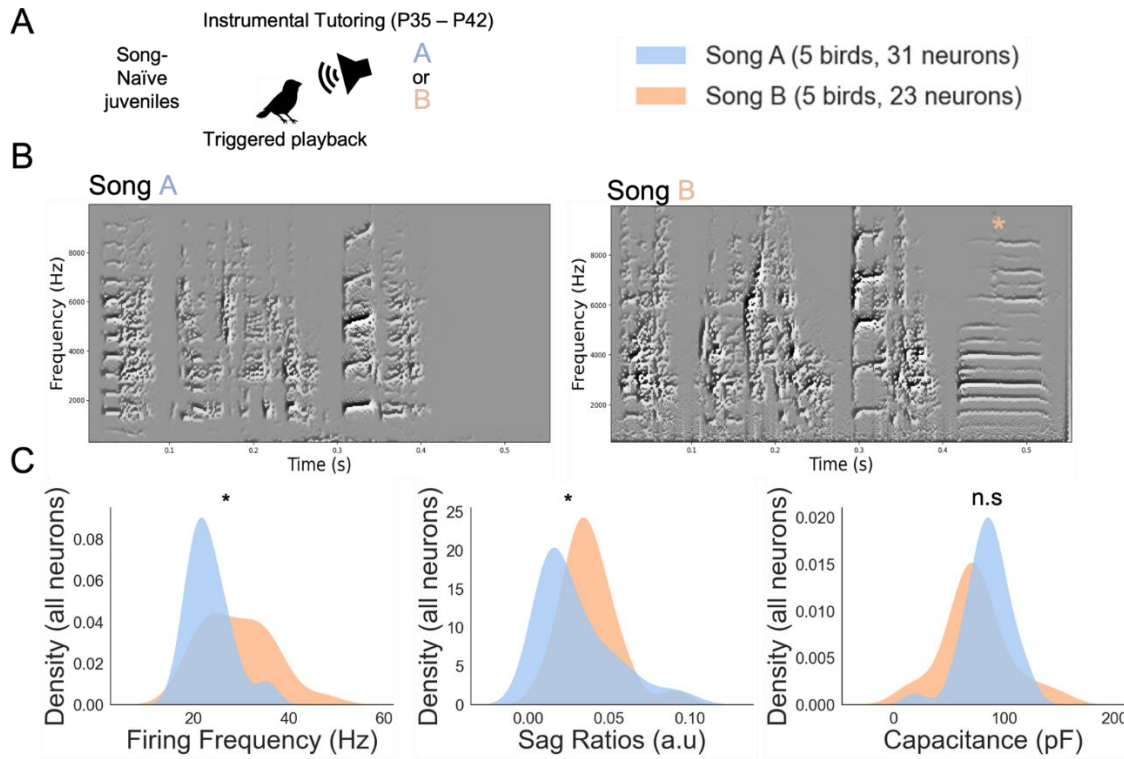 A
Instrumental Tutoring (P35 – P42)
Song-
Naïve
juveniles
A
or
B
Triggered playback
Song A (5 birds, 31 neurons)
Song B (5 birds, 23 neurons)
B
Song A
Frequency (Hz)
8000
6000
4000
2000
0.1
0.2
0.3
0.4
0.5
Time (s)
Song B
*
Frequency (Hz)
8000
6000
4000
2000
0.1
0.2
0.3
0.4
0.5
Time (s)
C
*
Density (all neurons)
0.08
0.06
0.04
0.02
0.00
20
40
60
Firing Frequency (Hz)
*
Density (all neurons)
25
20
15
10
5
0
0.00
0.05
0.10
Sag Ratios (a.u)
n.s
Density (all neurons)
0.020
0.015
0.010
0.005
0.000
0
100
200
Capacitance (pF)